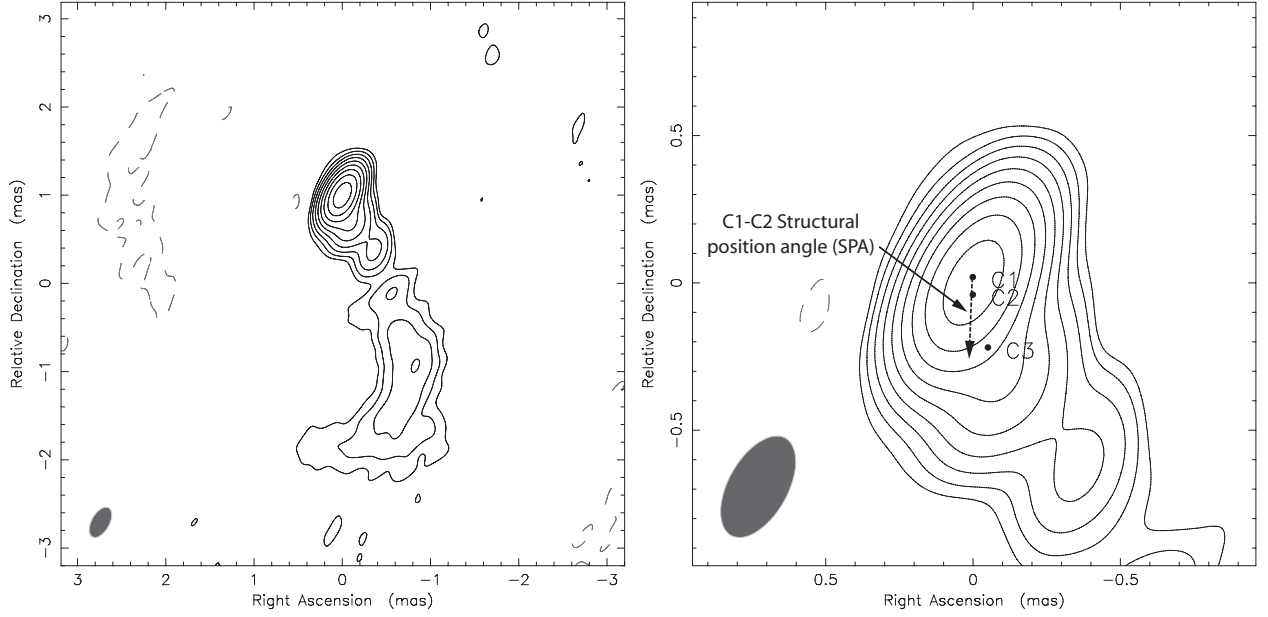 3
2
1
0
−1
−2
−3
Relative Declination (mas)
3
2
1
0
−1
−2
−3
Right Ascension (mas)
0.5
0
−0.5
Relative Declination (mas)
C1-C2 Structural
position angle (SPA)
C1
C2
C3
0.5
0
−0.5
Right Ascension (mas)